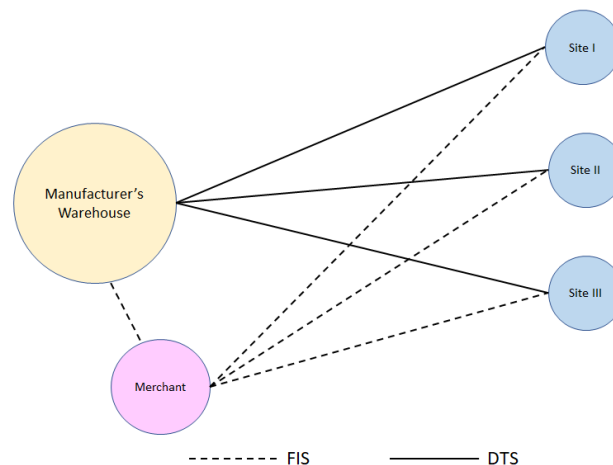 Site I
Manufacturer's
Warehouse
Site II
Site III
Merchant
FIS
DTS